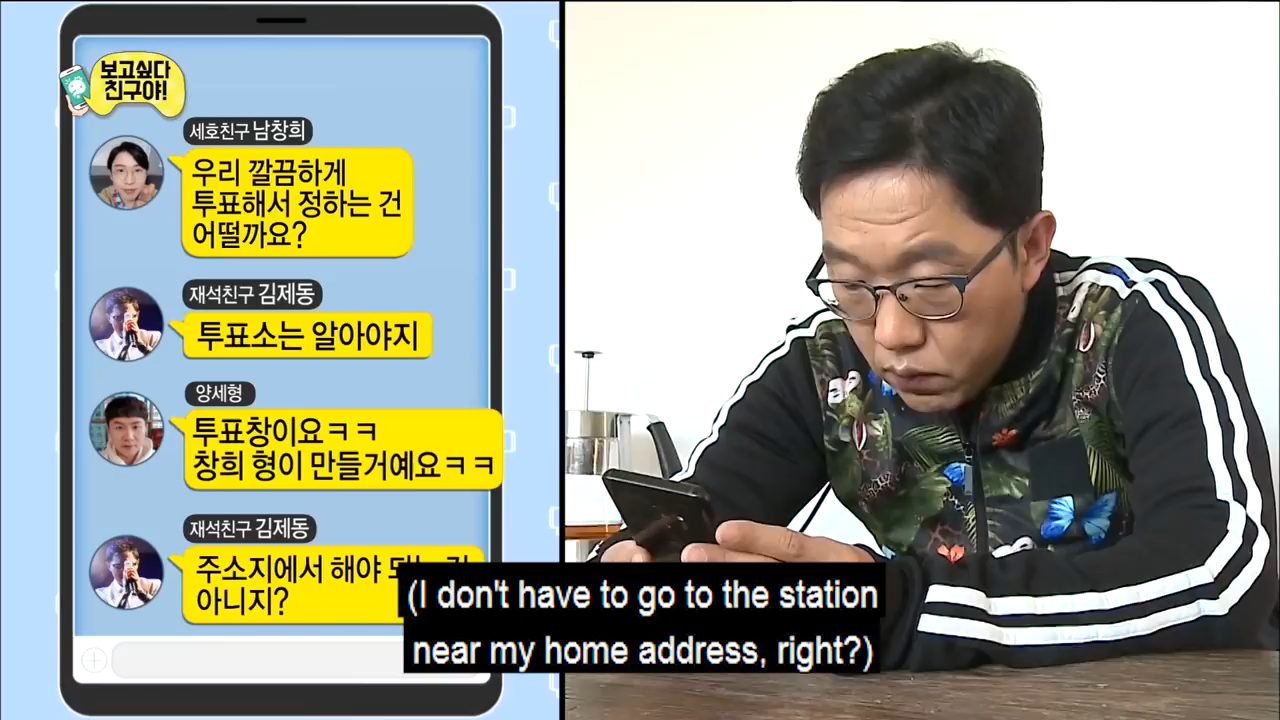 보고싶다
친구야!
세호친구 남창희
우리 깔끔하게
투표해서 정하는 건
어떨까요?
재석친구 김제동
투표소는 알아야지
양세형
투표창이요ㅋㅋ
창희 형이 만들거예요ㅋㅋ
재석친구 김제동
주소지에서 해야
아니지?
(I don't have to go to the station
near my home address, right?)